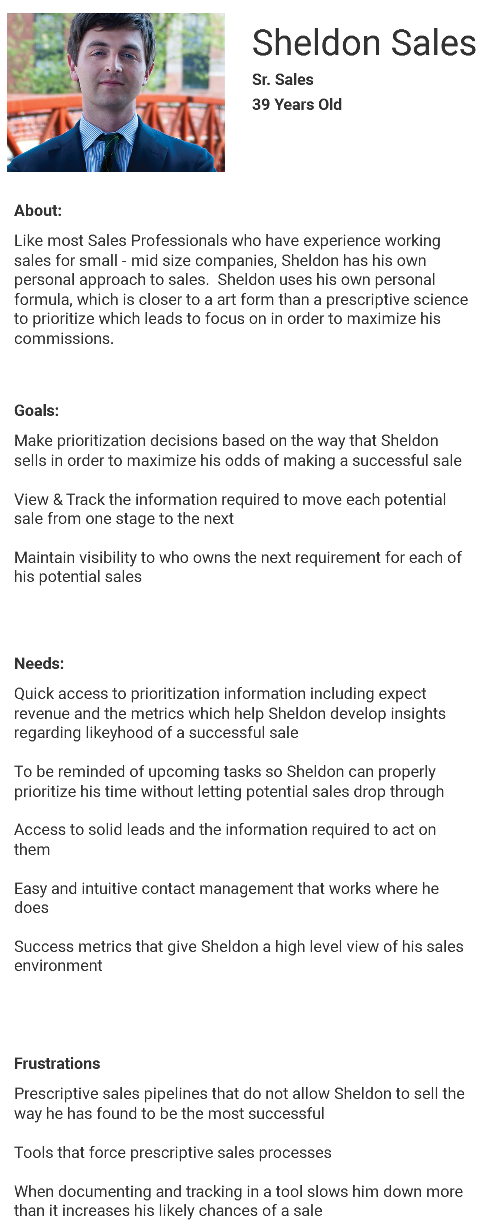 Sheldon Sales
Sr. Sales
39 Years Old
About:
Like most Sales Professionals who have experience working
sales for small - mid size companies, Sheldon has his own
personal approach to sales.  Sheldon uses his own personal
formula, which is closer to a art form than a prescriptive science
to prioritize which leads to focus on in order to maximize his
commissions.
Goals:
Make prioritization decisions based on the way that Sheldon
sells in order to maximize his odds of making a successful sale
View & Track the information required to move each potential
sale from one stage to the next
Maintain visibility to who owns the next requirement for each of
his potential sales
Needs:
Quick access to prioritization information including expect
revenue and the metrics which help Sheldon develop insights
regarding likeyhood of a successful sale
To be reminded of upcoming tasks so Sheldon can properly
prioritize his time without letting potential sales drop through
Access to solid leads and the information required to act on
them
Easy and intuitive contact management that works where he
does
Success metrics that give Sheldon a high level view of his sales
environment
Frustrations
Prescriptive sales pipelines that do not allow Sheldon to sell the
way he has found to be the most successful
Tools that force prescriptive sales processes
When documenting and tracking in a tool slows him down more
than it increases his likely chances of a sale